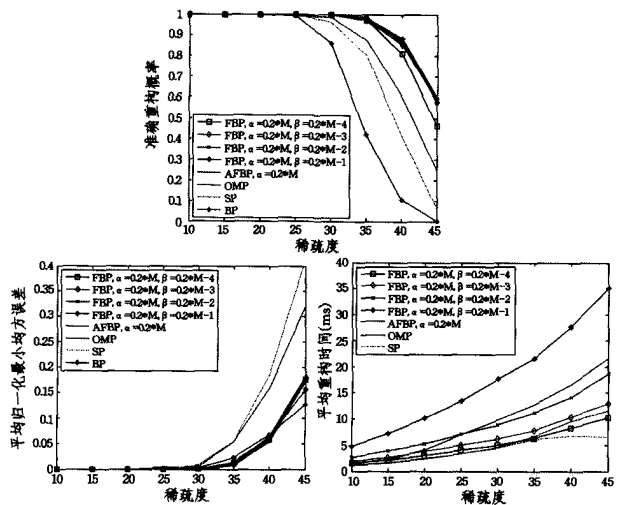 准确重构概率
1
0.9
0.8
0.7
0.6
0.5
0.4
0.3
0.2
0.1
0
FBP, α=0.2*M, β=0.2*M-4
FBP, α=0.2*M, β=0.2*M-3
FBP, α=0.2*M, β=0.2*M-2
FBP, α=0.2*M, β=0.2*M-1
AFBP, α=0.2*M
OMP
SP
BP
10 15 20 25 30 35 40 45
稀疏度
平均归一化最小均方误差
0.4
0.35
0.3
0.25
0.2
0.15
0.1
0.05
0
FBP, α=0.2*M, β=0.2*M-4
FBP, α=0.2*M, β=0.2*M-3
FBP, α=0.2*M, β=0.2*M-2
FBP, α=0.2*M, β=0.2*M-1
AFBP, α=0.2*M
OMP
SP
BP
10 15 20 25 30 35 40 45
稀疏度
平均重构时间(ms)
40
35
30
25
20
15
10
5
0
FBP, α=0.2*M, β=0.2*M-4
FBP, α=0.2*M, β=0.2*M-3
FBP, α=0.2*M, β=0.2*M-2
FBP, α=0.2*M, β=0.2*M-1
AFBP, α=0.2*M
OMP
SP
10 15 20 25 30 35 40 45
稀疏度